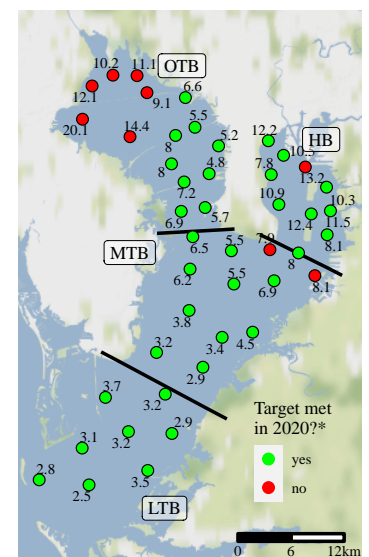 10.2 11.1 OTB
12.1 9.1 6.6
20.1 14.4 5.5 HB
8 5.2 12.2 10.5
8 4.8 7.8 13.2
7.2 10.9 10.3
6.9 5.7 12.4 11.5
MTB 6.5 5.5 7.9 8.1
6.2 5.5 6.9 8 8.1
3.8
3.2 3.4 4.5
2.9
3.7 3.2
Target met
in 2020?*
3.1 3.2 2.9
yes
2.8 2.5 3.5
no
LTB
0 6 12km